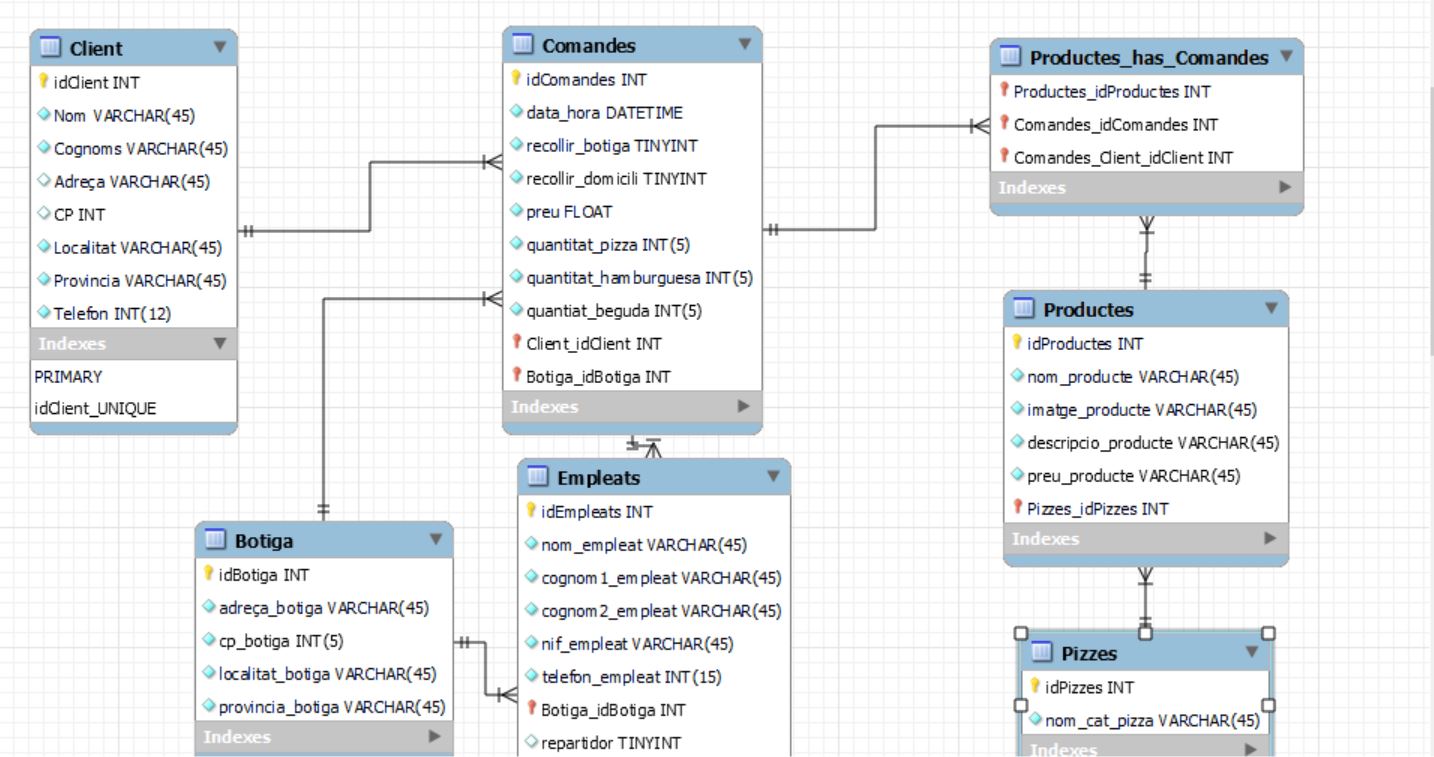 Client
idClient INT
Nom VARCHAR(45)
Cognoms VARCHAR(45)
Adreça VARCHAR(45)
CP INT
Localitat VARCHAR(45)
Provincia VARCHAR(45)
Telefon INT(12)
Indexes
PRIMARY
idClient_UNIQUE
Comandes
idComandes INT
data_hora DATETIME
recollir_botiga TINYINT
recollir_domicili TINYINT
preu FLOAT
quantitat_pizza INT(5)
quantitat_hamburguesa INT(5)
quantiat_beguda INT(5)
Client_idClient INT
Botiga_idBotiga INT
Indexes
Productes_has_Comandes
Productes_idProductes INT
Comandes_idComandes INT
Comandes_Client_idClient INT
Indexes
Productes
idProductes INT
nom_producte VARCHAR(45)
imatge_producte VARCHAR(45)
descripcio_producte VARCHAR(45)
preu_producte VARCHAR(45)
Pizzes_idPizzes INT
Indexes
Botiga
idBotiga INT
adreça_botiga VARCHAR(45)
cp_botiga INT(5)
localitat_botiga VARCHAR(45)
provincia_botiga VARCHAR(45)
Indexes
Empleats
idEmpleats INT
nom_empleat VARCHAR(45)
cognom1_empleat VARCHAR(45)
cognom2_empleat VARCHAR(45)
nif_empleat VARCHAR(45)
telefon_empleat INT(15)
Botiga_idBotiga INT
repartidor TINYINT
Pizzes
idPizzes INT
nom_cat_pizza VARCHAR(45)
Indexes